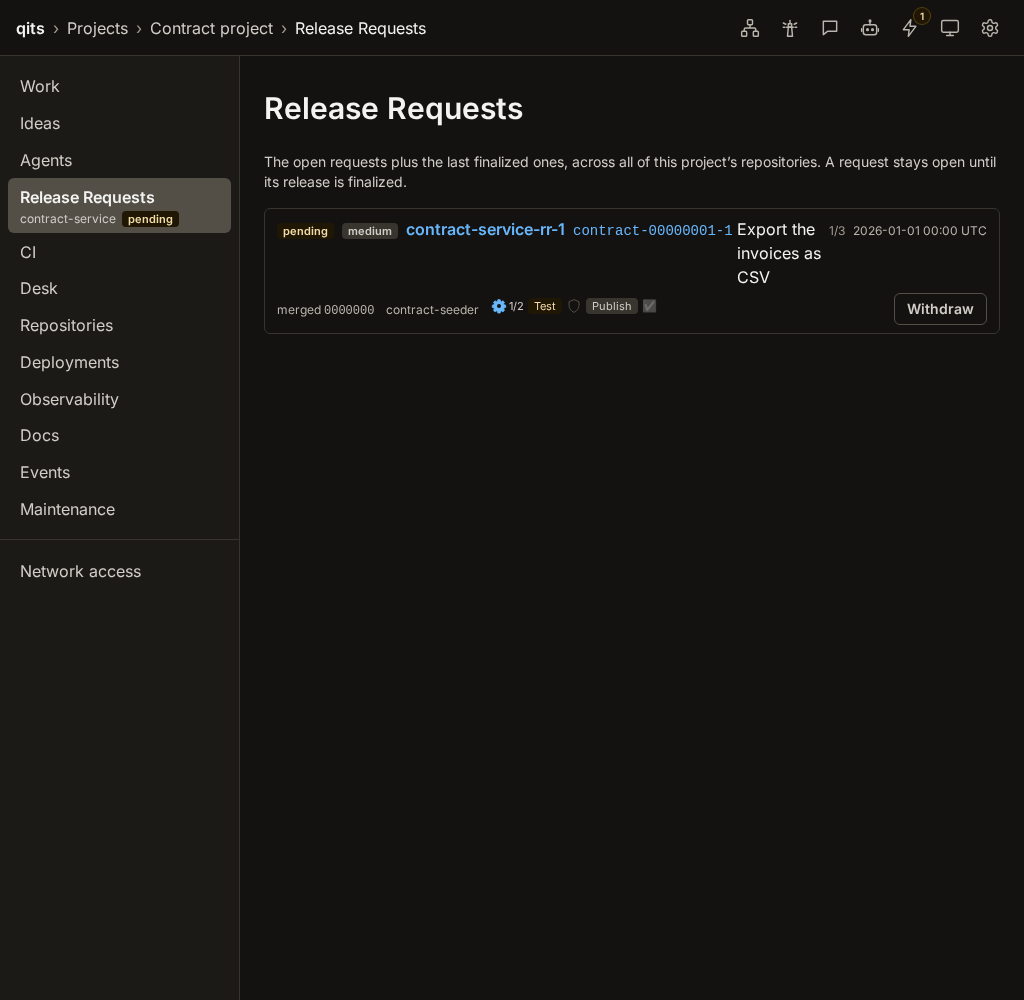 qits › Projects › Contract project › Release Requests
1
Work
Ideas
Agents
Release Requests
contract-service pending
CI
Desk
Repositories
Deployments
Observability
Docs
Events
Maintenance
Network access
Release Requests
The open requests plus the last finalized ones, across all of this project’s repositories. A request stays open until
its release is finalized.
pending medium contract-service-rr-1 contract-00000001-1 Export the 1/3 2026-01-01 00:00 UTC
invoices as
CSV
merged 0000000 contract-seeder 1/2 Test Publish Withdraw